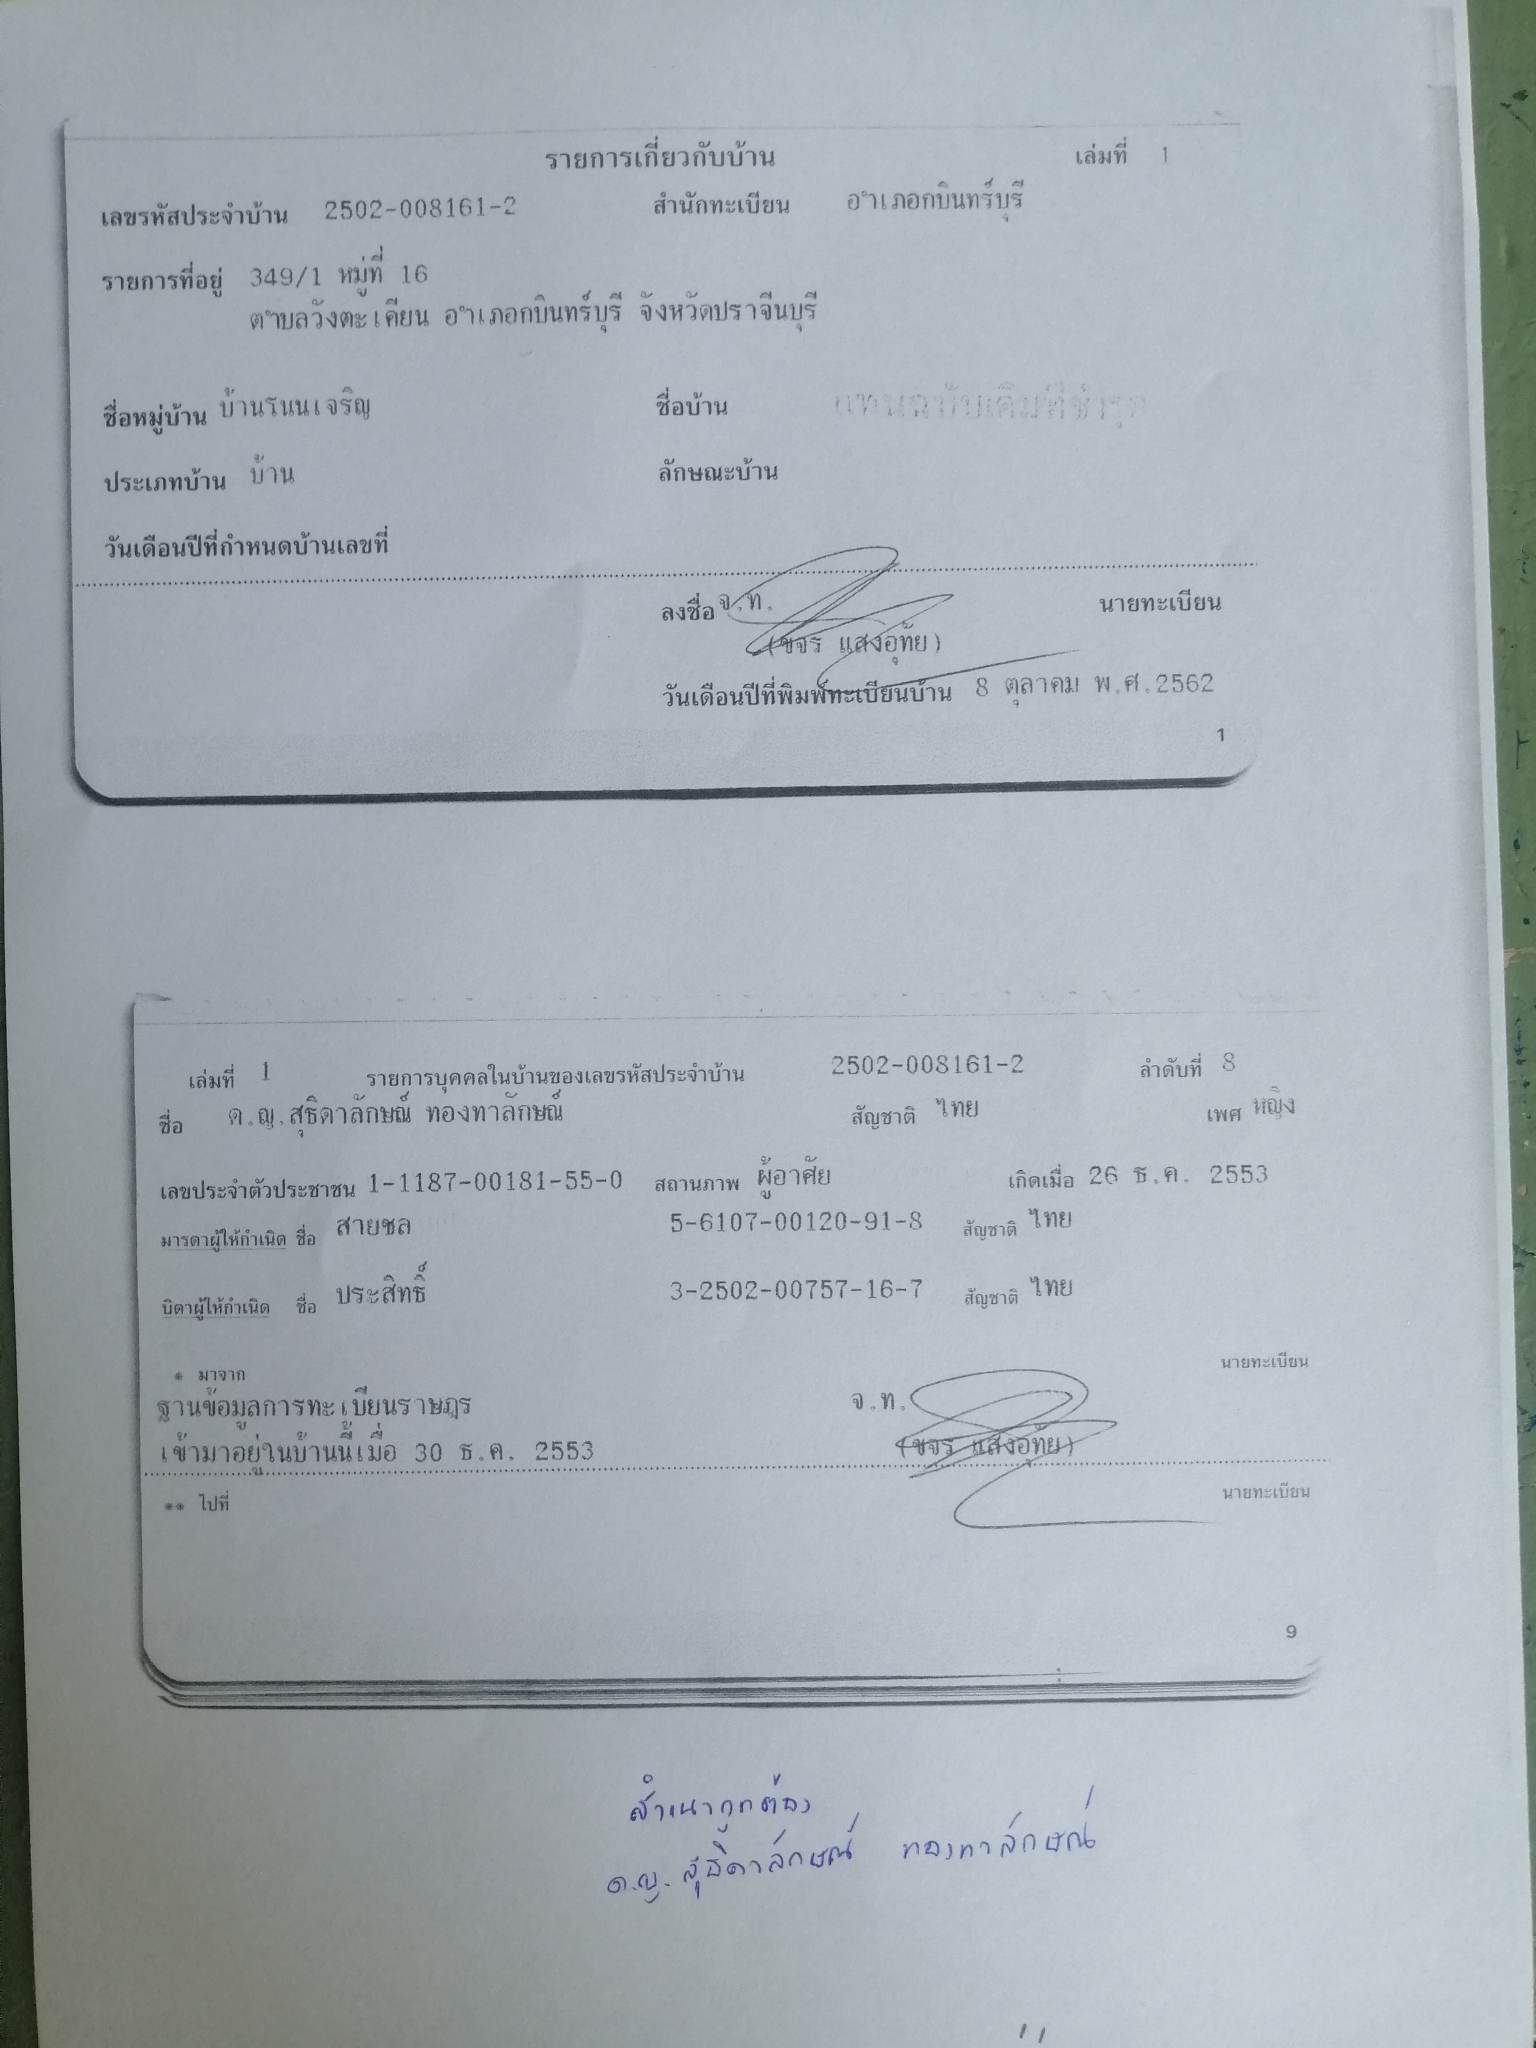 รายการเกี่ยวกับบ้าน เล่มที่ 1
เลขรหัสประจำบ้าน 2502-008161-2 สำนักทะเบียน อำเภอกบินทร์บุรี
รายการที่อยู่ 349/1 หมู่ที่ 16
ตำบลวังตะเคียน อำเภอกบินทร์บุรี จังหวัดปราจีนบุรี
ชื่อหมู่บ้าน บ้านโนนเจริญ ชื่อบ้าน
ประเภทบ้าน บ้าน ลักษณะบ้าน
วันเดือนปีที่กำหนดบ้านเลขที่
ลงชื่อ จ.ท. นายทะเบียน
(ขจร แสงอุทัย)
วันเดือนปีที่พิมพ์ทะเบียนบ้าน 8 ตุลาคม พ.ศ.2562
1
เล่มที่ 1 รายการบุคคลในบ้านของเลขรหัสประจำบ้าน 2502-008161-2 ลำดับที่ 8
ชื่อ ด.ญ.สุธิดาลักษณ์ ทองทาลักษณ์ สัญชาติ ไทย เพศ หญิง
เลขประจำตัวประชาชน 1-1187-00181-55-0 สถานภาพ ผู้อาศัย เกิดเมื่อ 26 ธ.ค. 2553
มารดาผู้ให้กำเนิด ชื่อ สายชล 5-6107-00120-91-8 สัญชาติ ไทย
บิดาผู้ให้กำเนิด ชื่อ ประสิทธิ์ 3-2502-00757-16-7 สัญชาติ ไทย
* มาจาก นายทะเบียน
ฐานข้อมูลการทะเบียนราษฎร จ.ท.
เข้ามาอยู่ในบ้านนี้เมื่อ 30 ธ.ค. 2553 (ขจร แสงอุทัย)
** ไปที่ นายทะเบียน
9
สำเนาถูกต้อง
ด.ญ. สุธิดาลักษณ์ ทองทาลักษณ์